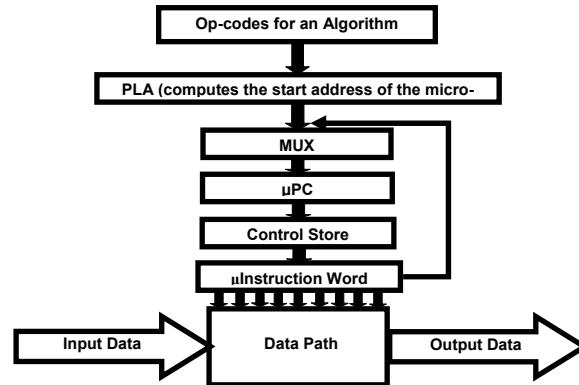 Op-codes for an Algorithm
PLA (computes the start address of the micro-
MUX
µPC
Control Store
µInstruction Word
Input Data
Data Path
Output Data